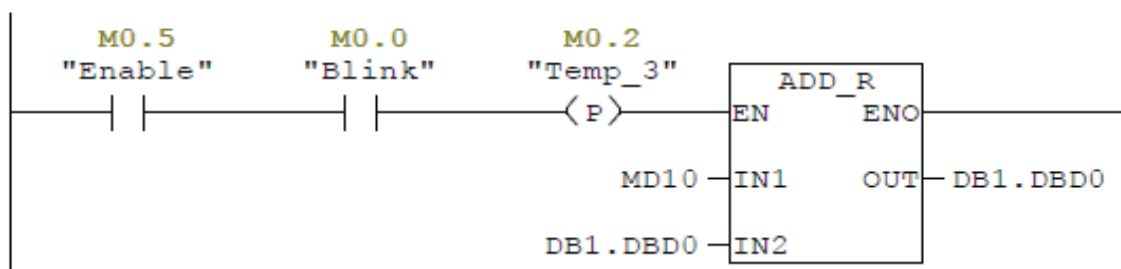 M0.5 M0.0 M0.2
"Enable" "Blink" "Temp_3"
ADD_R
(P) EN ENO
MD10 IN1 OUT DB1.DBD0
DB1.DBD0 IN2